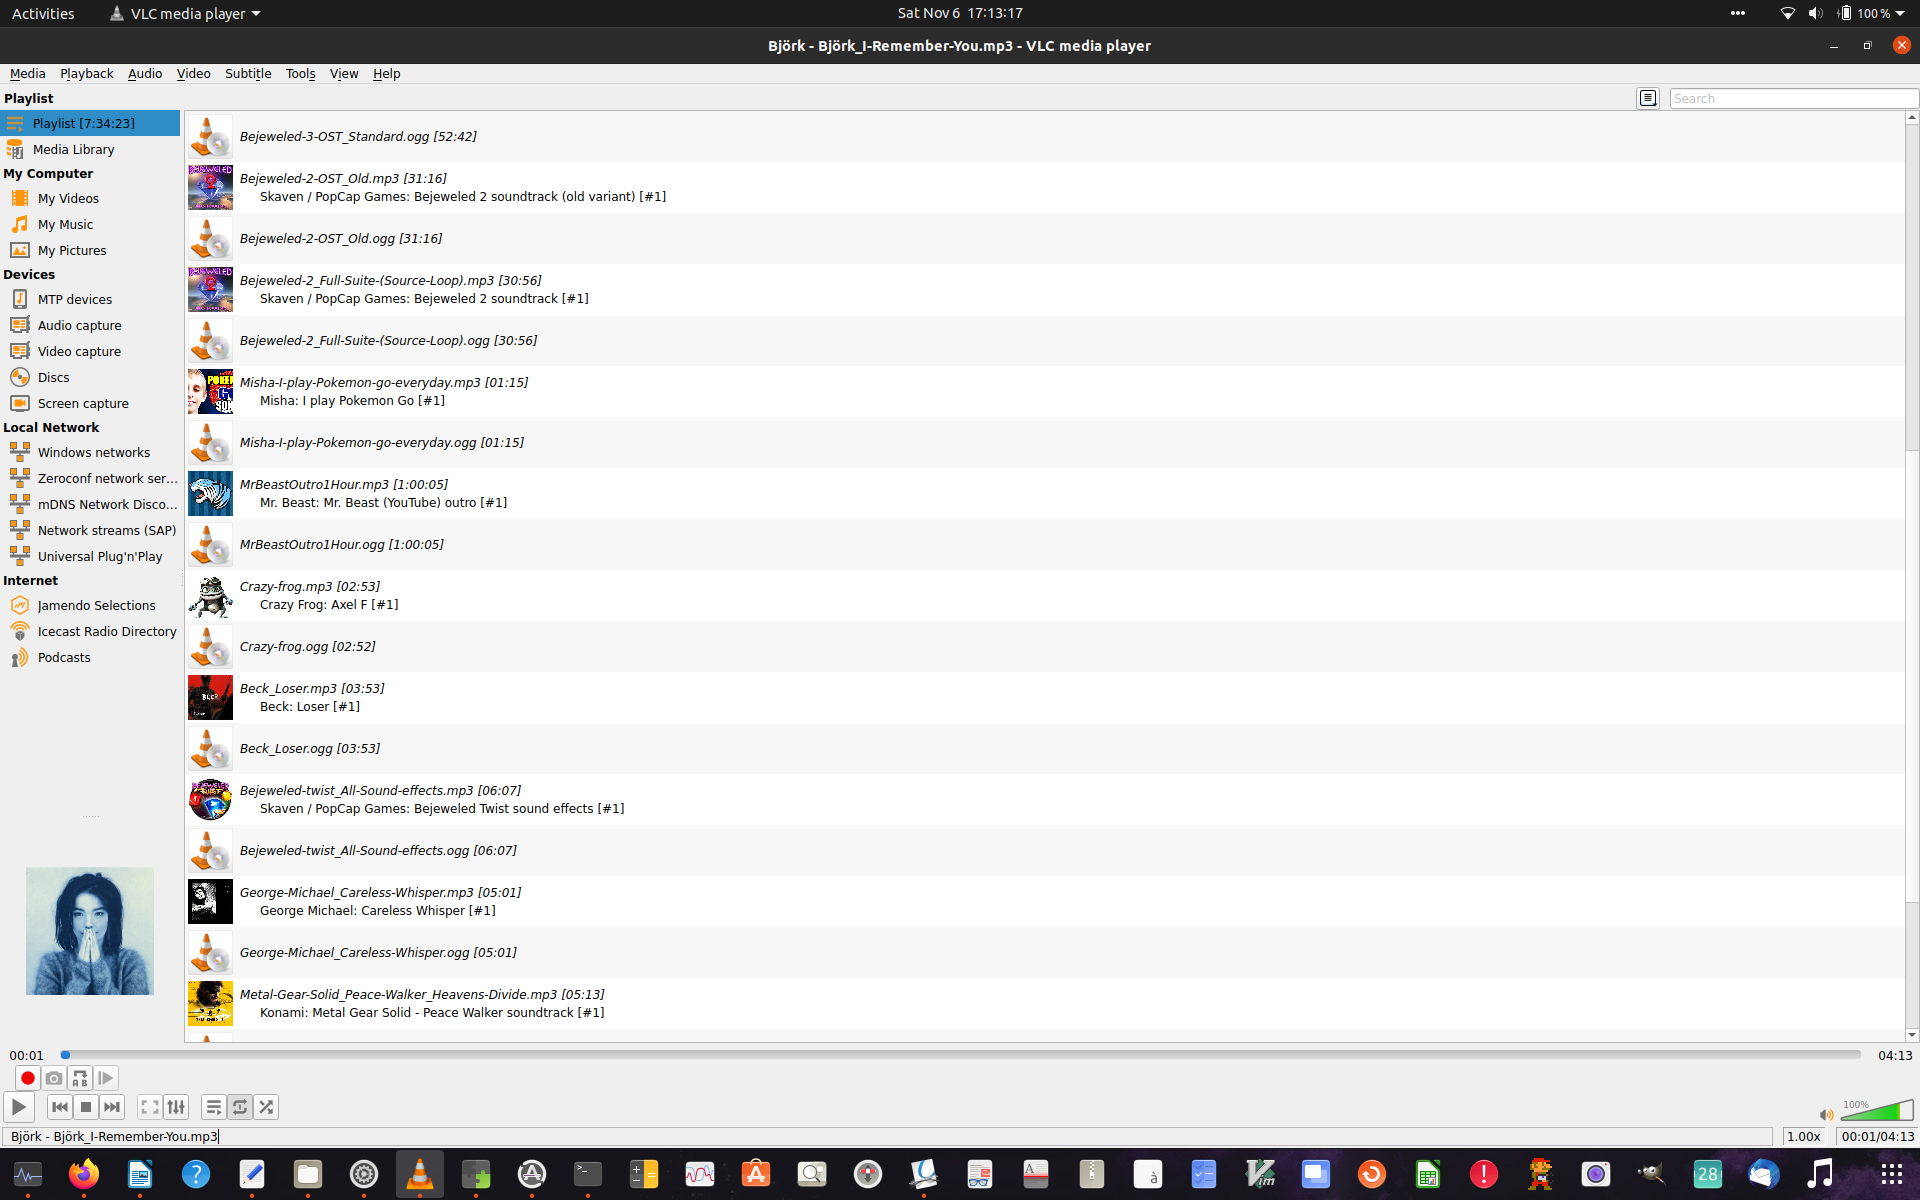 Activities
VLC media player
Sat Nov 6 17:13:17
100 %
Björk - Björk_I-Remember-You.mp3 - VLC media player
Media Playback Audio Video Subtitle Tools View Help
Playlist
Search
Playlist [7:34:23]
Media Library
My Computer
My Videos
My Music
My Pictures
Devices
MTP devices
Audio capture
Video capture
Discs
Screen capture
Local Network
Windows networks
Zeroconf network ser...
mDNS Network Disco...
Network streams (SAP)
Universal Plug'n'Play
Internet
Jamendo Selections
Icecast Radio Directory
Podcasts
Bejeweled-3-OST_Standard.ogg [52:42]
Bejeweled-2-OST_Old.mp3 [31:16]
Skaven / PopCap Games: Bejeweled 2 soundtrack (old variant) [#1]
Bejeweled-2-OST_Old.ogg [31:16]
Bejeweled-2_Full-Suite-(Source-Loop).mp3 [30:56]
Skaven / PopCap Games: Bejeweled 2 soundtrack [#1]
Bejeweled-2_Full-Suite-(Source-Loop).ogg [30:56]
Misha-I-play-Pokemon-go-everyday.mp3 [01:15]
Misha: I play Pokemon Go [#1]
Misha-I-play-Pokemon-go-everyday.ogg [01:15]
MrBeastOutro1Hour.mp3 [1:00:05]
Mr. Beast: Mr. Beast (YouTube) outro [#1]
MrBeastOutro1Hour.ogg [1:00:05]
Crazy-frog.mp3 [02:53]
Crazy Frog: Axel F [#1]
Crazy-frog.ogg [02:52]
Beck_Loser.mp3 [03:53]
Beck: Loser [#1]
Beck_Loser.ogg [03:53]
Bejeweled-twist_All-Sound-effects.mp3 [06:07]
Skaven / PopCap Games: Bejeweled Twist sound effects [#1]
Bejeweled-twist_All-Sound-effects.ogg [06:07]
George-Michael_Careless-Whisper.mp3 [05:01]
George Michael: Careless Whisper [#1]
George-Michael_Careless-Whisper.ogg [05:01]
Metal-Gear-Solid_Peace-Walker_Heavens-Divide.mp3 [05:13]
Konami: Metal Gear Solid - Peace Walker soundtrack [#1]
00:01
04:13
A B
100%
Björk - Björk_I-Remember-You.mp3
1.00x
00:01/04:13
28